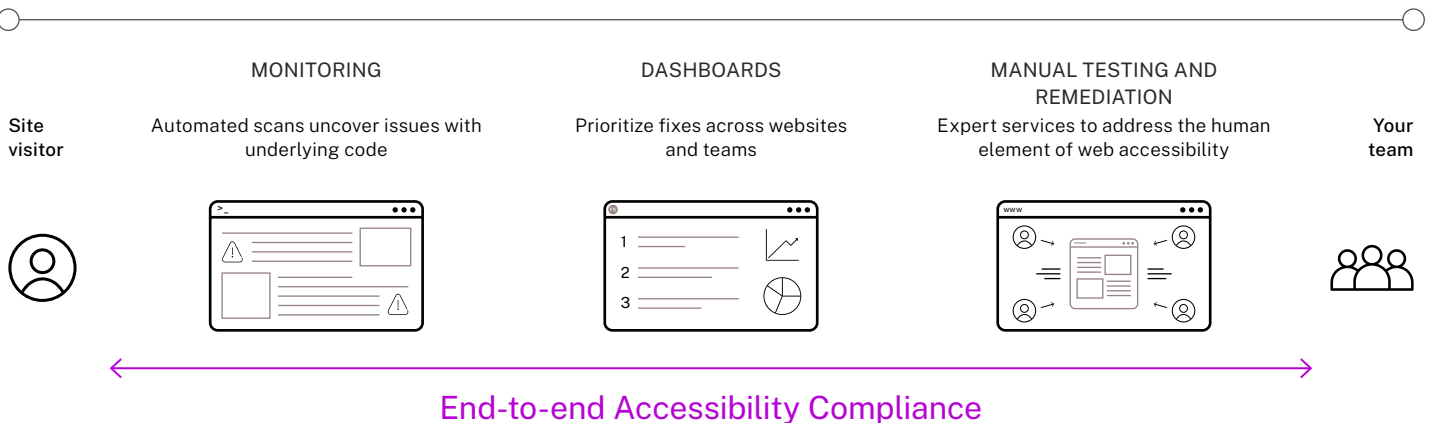 MONITORING
DASHBOARDS
MANUAL TESTING AND
REMEDIATION
Site
visitor
Automated scans uncover issues with
underlying code
Prioritize fixes across websites
and teams
Expert services to address the human
element of web accessibility
Your
team
>_
www
1
2
3
End-to-end Accessibility Compliance